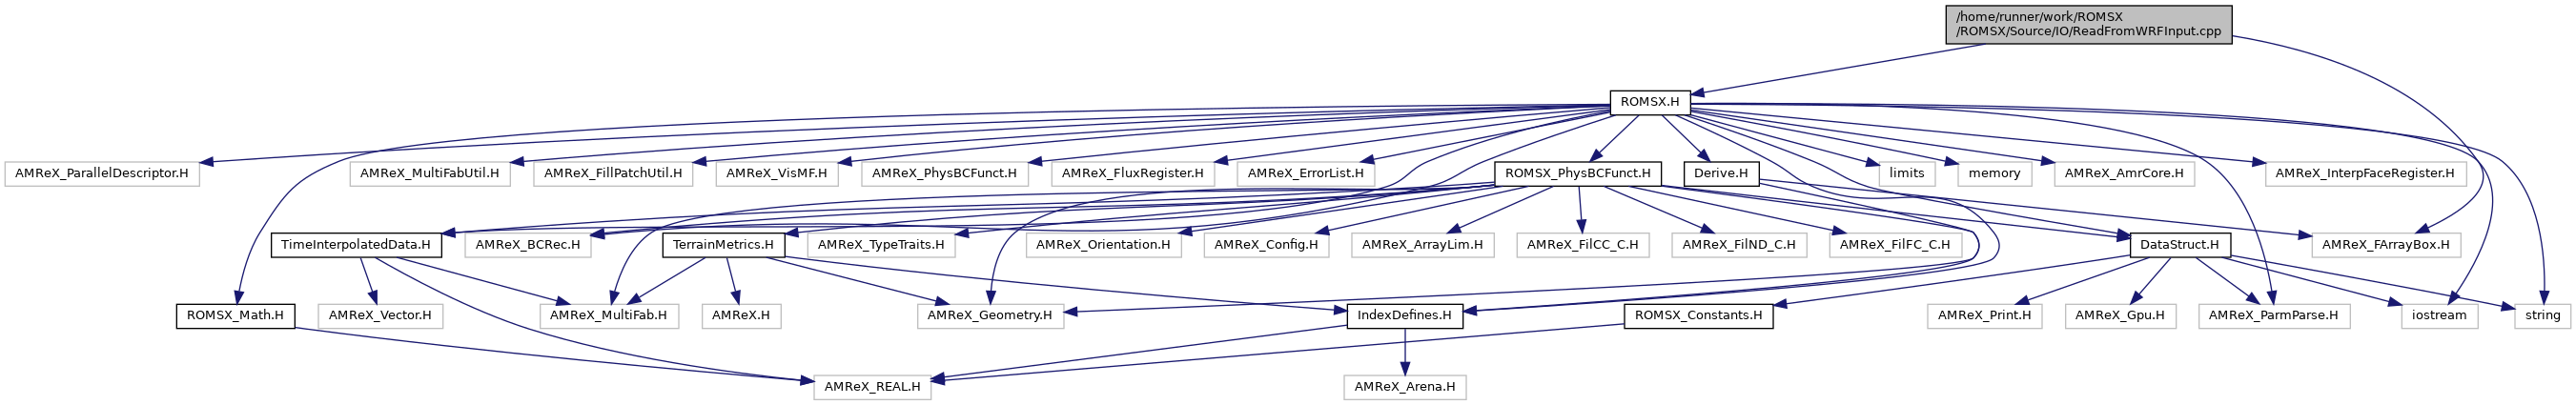 /home/runner/work/ROMSX
/ROMSX/Source/IO/ReadFromWRFInput.cpp
ROMSX.H
AMReX_ParallelDescriptor.H
AMReX_MultiFabUtil.H
AMReX_FillPatchUtil.H
AMReX_VisMF.H
AMReX_PhysBCFunct.H
AMReX_FluxRegister.H
AMReX_ErrorList.H
ROMSX_PhysBCFunct.H
Derive.H
limits
memory
AMReX_AmrCore.H
AMReX_InterpFaceRegister.H
TimeInterpolatedData.H
AMReX_BCRec.H
TerrainMetrics.H
AMReX_TypeTraits.H
AMReX_Orientation.H
AMReX_Config.H
AMReX_ArrayLim.H
AMReX_FilCC_C.H
AMReX_FilND_C.H
AMReX_FilFC_C.H
DataStruct.H
AMReX_FArrayBox.H
ROMSX_Math.H
AMReX_Vector.H
AMReX_MultiFab.H
AMReX.H
AMReX_Geometry.H
IndexDefines.H
ROMSX_Constants.H
AMReX_Print.H
AMReX_Gpu.H
AMReX_ParmParse.H
iostream
string
AMReX_REAL.H
AMReX_Arena.H